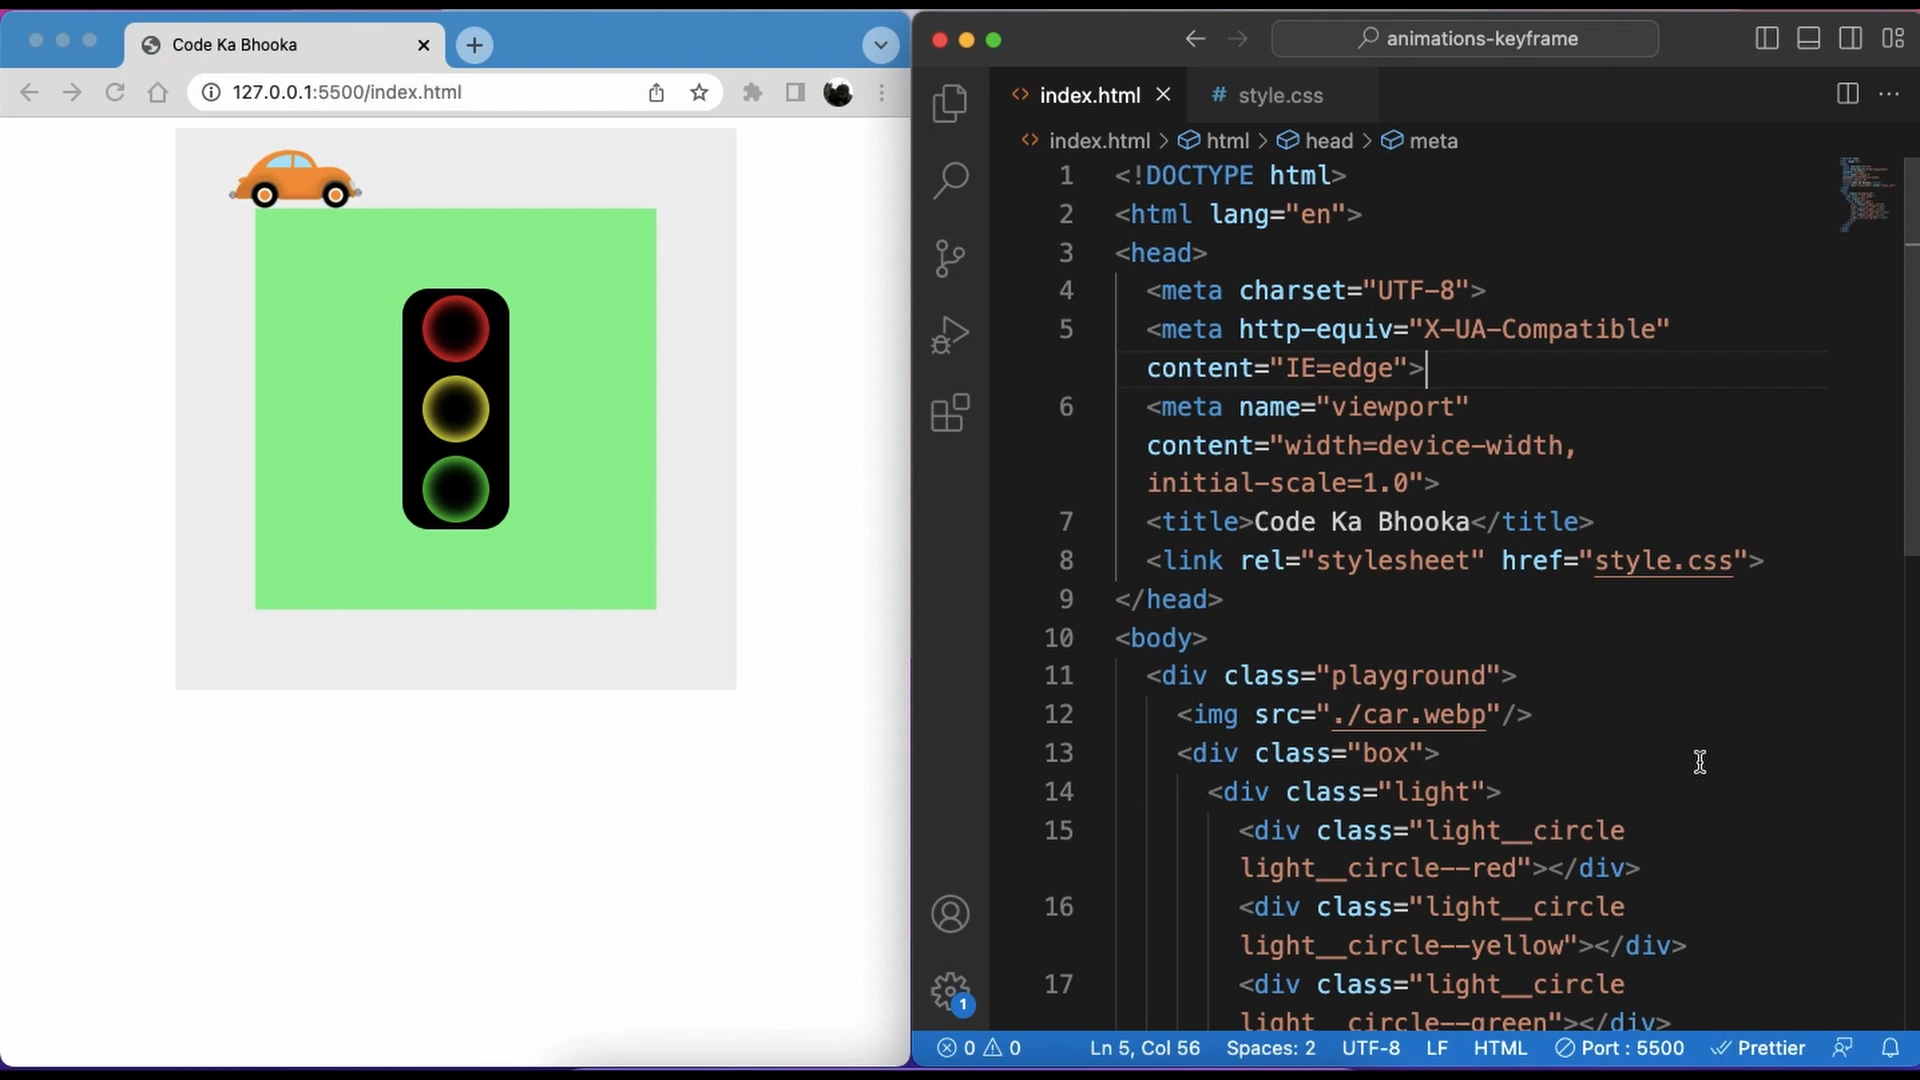 Code Ka Bhooka
127.0.0.1:5500/index.html
animations-keyframe
index.html
# style.css
index.html > html > head > meta
1 <!DOCTYPE html>
2 <html lang="en">
3 <head>
4 <meta charset="UTF-8">
5 <meta http-equiv="X-UA-Compatible"
content="IE=edge">
6 <meta name="viewport"
content="width=device-width,
initial-scale=1.0">
7 <title>Code Ka Bhooka</title>
8 <link rel="stylesheet" href="style.css">
9 </head>
10 <body>
11 <div class="playground">
12 <img src="./car.webp"/>
13 <div class="box">
14 <div class="light">
15 <div class="light__circle
light__circle--red"></div>
16 <div class="light__circle
light__circle--yellow"></div>
17 <div class="light__circle
light__circle--green"></div>
1
0 0 Ln 5, Col 56 Spaces: 2 UTF-8 LF HTML Port : 5500 Prettier